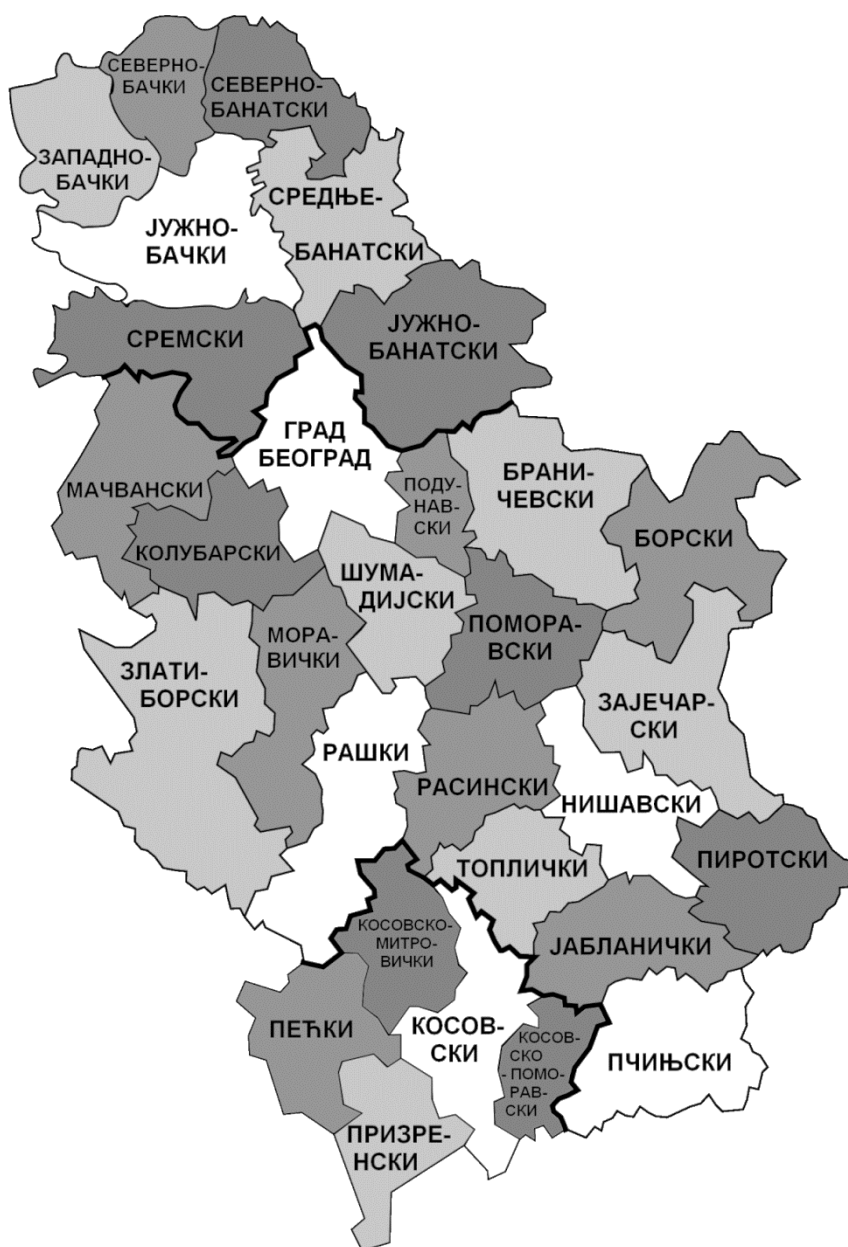 СЕВЕРНО-
БАЧКИ
СЕВЕРНО-
БАНАТСКИ
ЗАПАДНО-
БАЧКИ
СРЕДЊЕ-
БАНАТСКИ
ЈУЖНО-
БАЧКИ
ЈУЖНО-
БАНАТСКИ
СРЕМСКИ
ГРАД
БЕОГРАД
МАЧВАНСКИ
ПОДУ-
НАВ-
СКИ
БРАНИ-
ЧЕВСКИ
БОРСКИ
КОЛУБАРСКИ
ШУМА-
ДИЈСКИ
МОРА-
ВИЧКИ
ПОМОРА-
ВСКИ
ЗЛАТИ-
БОРСКИ
ЗАЈЕЧАР-
СКИ
РАШКИ
РАСИНСКИ
НИШАВСКИ
ТОПЛИЧКИ
ПИРОТСКИ
КОСОВСКО-
МИТРО-
ВИЧКИ
ЈАБЛАНИЧКИ
ПЕЋКИ
КОСОВ-
СКИ
КОСОВ-
СКО
- ПОМО-
РАВ-
СКИ
ПЧИЊСКИ
ПРИЗРЕ-
НСКИ